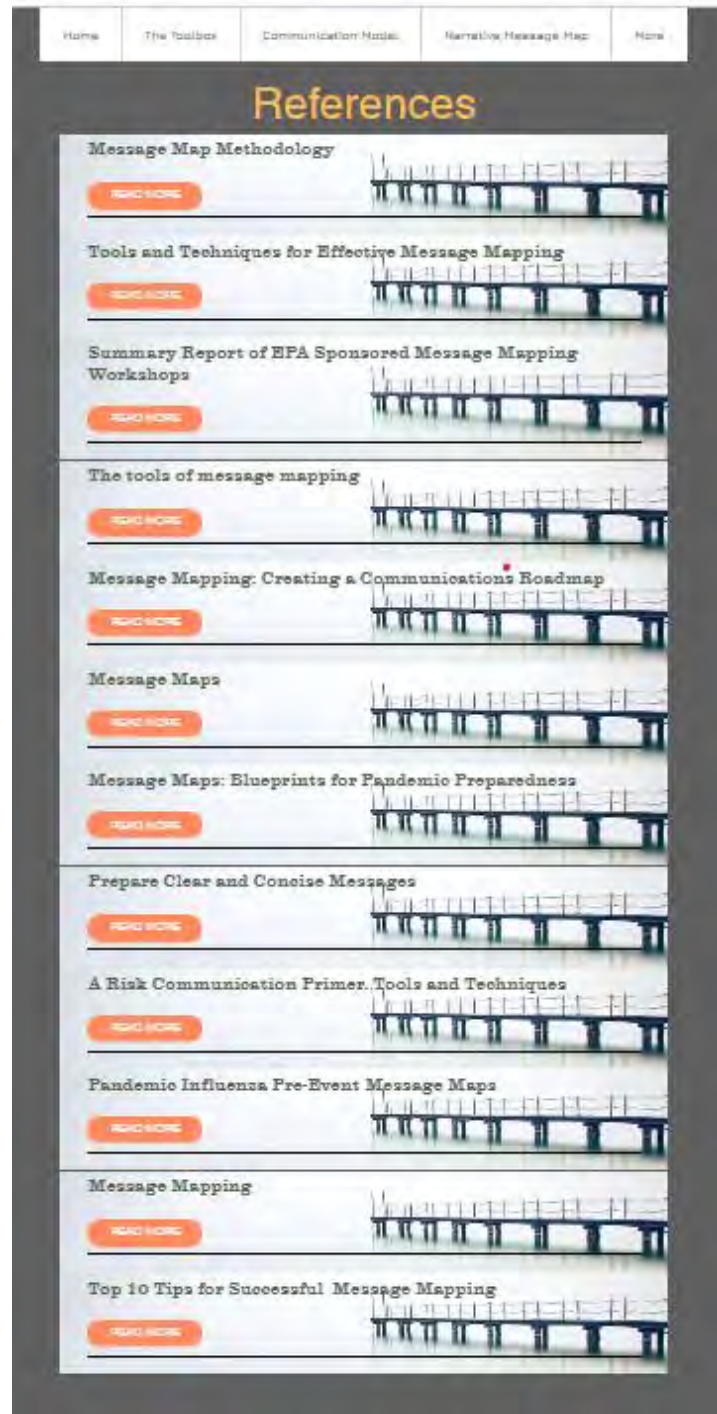 Home
The Toolbox
Communication Model
Narrative Message Map
More
References
Message Map Methodology
READ MORE
Tools and Techniques for Effective Message Mapping
READ MORE
Summary Report of EPA Sponsored Message Mapping
Workshops
READ MORE
The tools of message mapping
READ MORE
Message Mapping: Creating a Communications Roadmap
READ MORE
Message Maps
READ MORE
Message Maps: Blueprints for Pandemic Preparedness
READ MORE
Prepare Clear and Concise Messages
READ MORE
A Risk Communication Primer..Tools and Techniques
READ MORE
Pandemic Influenza Pre-Event Message Maps
READ MORE
Message Mapping
READ MORE
Top 10 Tips for Successful Message Mapping
READ MORE